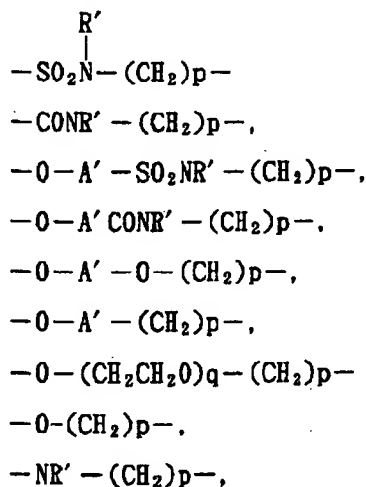 R′
|
—SO₂N—(CH₂)p—
—CONR′—(CH₂)p—,
—O—A′—SO₂NR′—(CH₂)p—,
—O—A′CONR′—(CH₂)p—,
—O—A′—O—(CH₂)p—,
—O—A′—(CH₂)p—,
—O—(CH₂CH₂O)q—(CH₂)p—
—O-(CH₂)p—,
—NR′—(CH₂)p—,